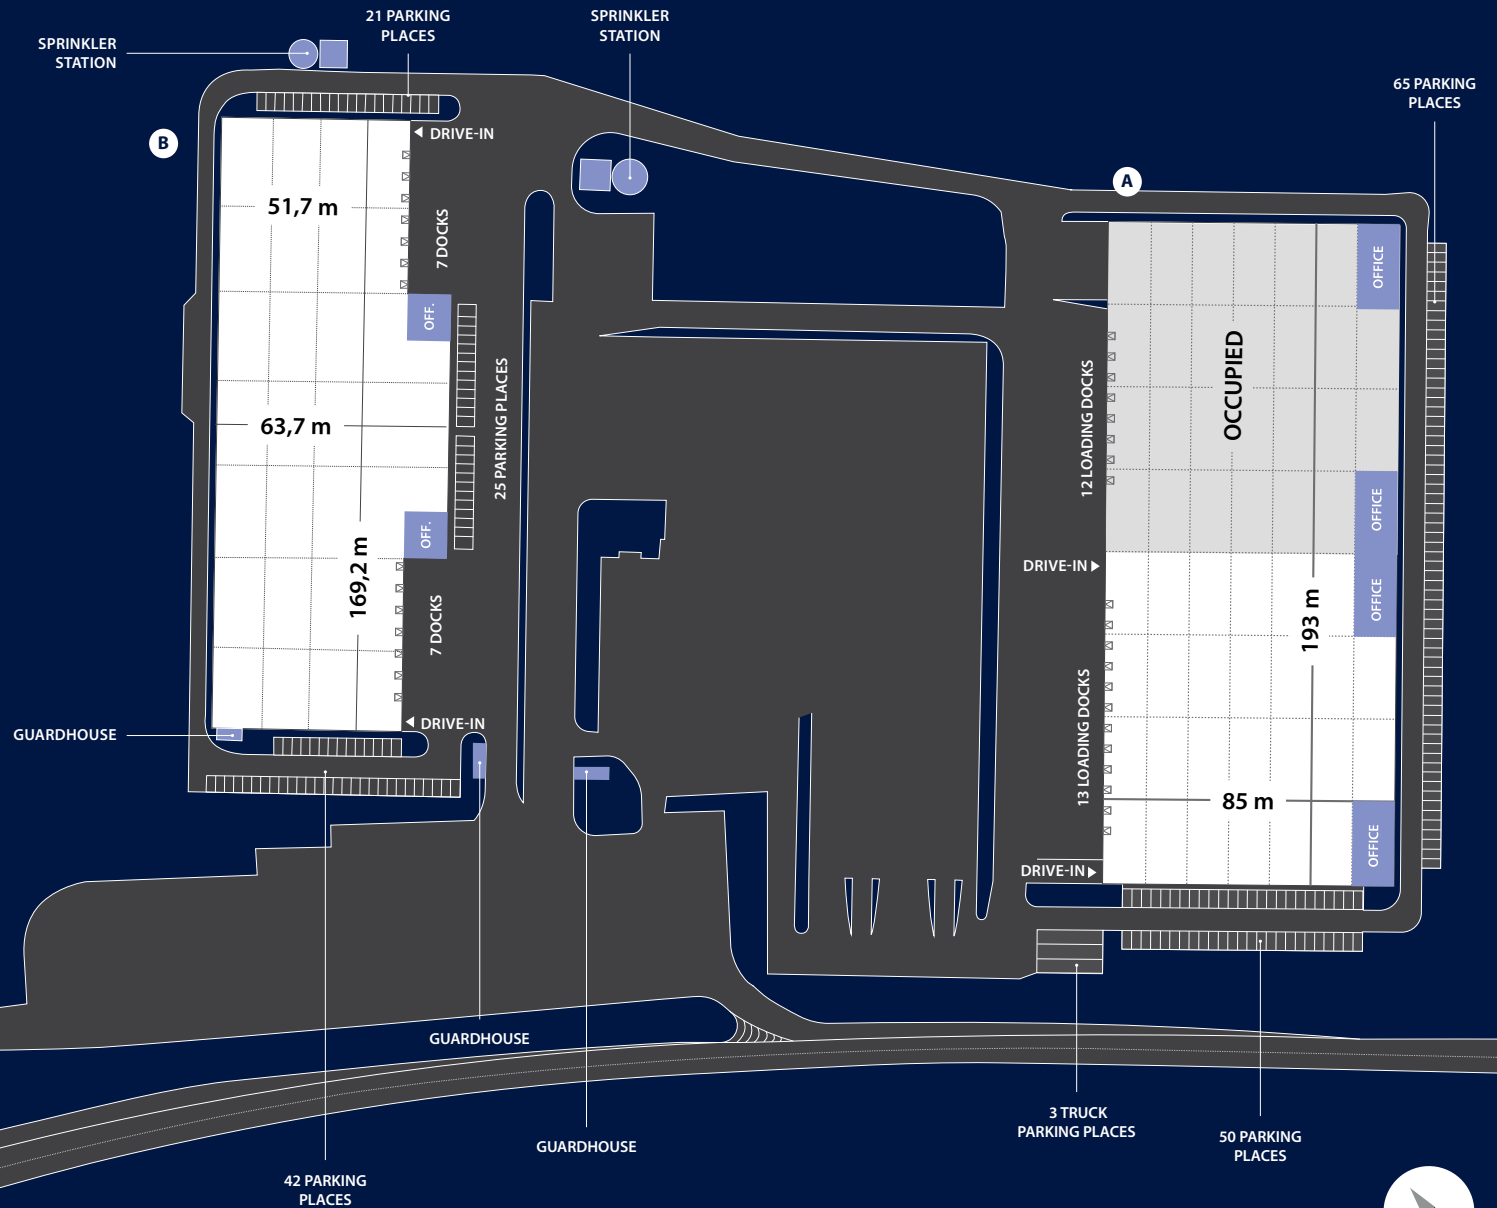 21 PARKING
PLACES
SPRINKLER
STATION
SPRINKLER
STATION
65 PARKING
PLACES
B
DRIVE-IN
A
51,7 m
7 DOCKS
OFF.
OFFICE
OCCUPIED
12 LOADING DOCKS
25 PARKING PLACES
63,7 m
OFF.
OFFICE
169,2 m
DRIVE-IN
OFFICE
193 m
7 DOCKS
DRIVE-IN
GUARDHOUSE
13 LOADING DOCKS
85 m
OFFICE
DRIVE-IN
GUARDHOUSE
GUARDHOUSE
3 TRUCK
PARKING PLACES
50 PARKING
PLACES
42 PARKING
PLACES